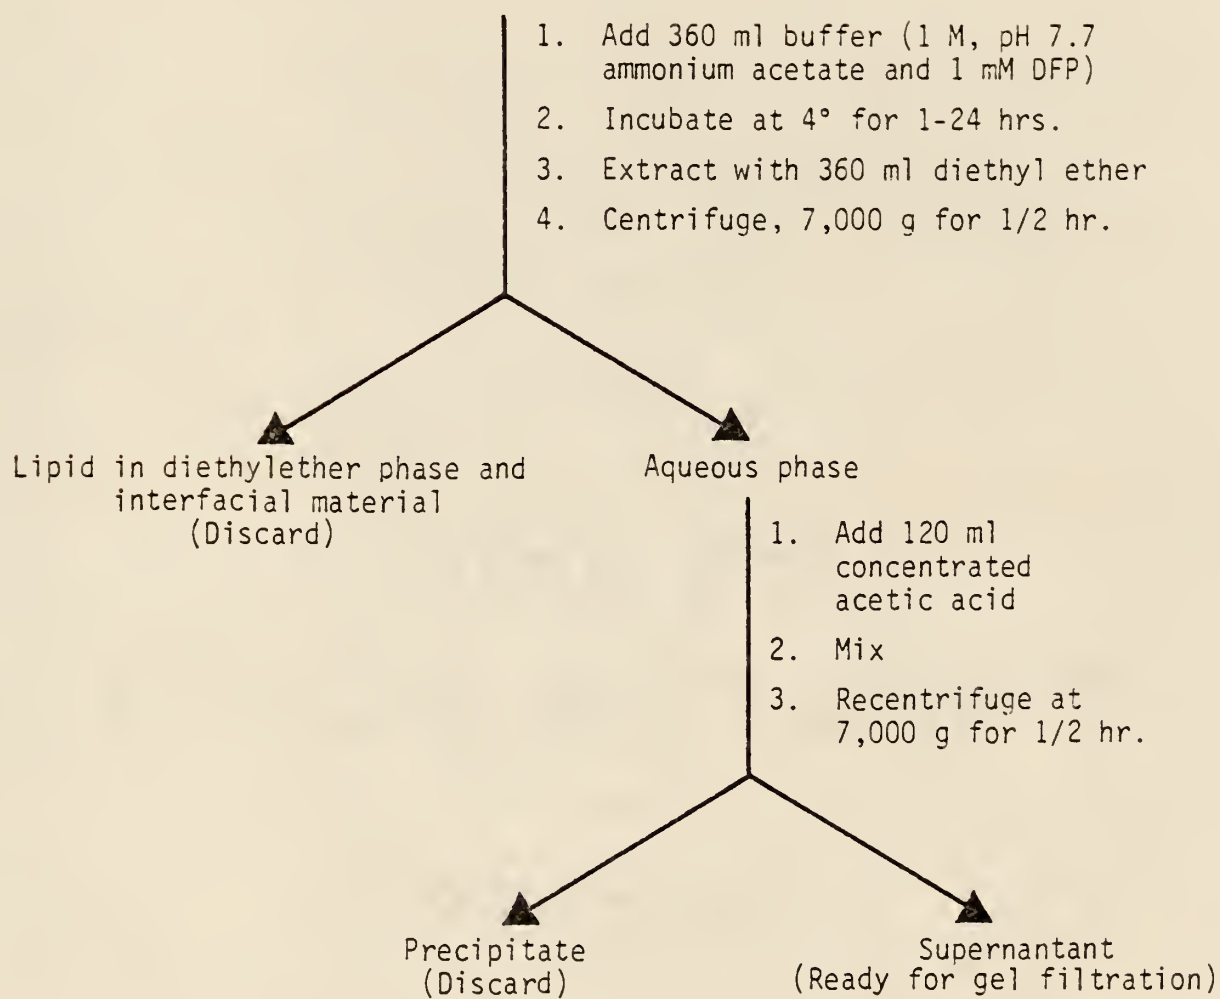 1. Add 360 ml buffer (1 M, pH 7.7
ammonium acetate and 1 mM DFP)
2. Incubate at 4° for 1-24 hrs.
3. Extract with 360 ml diethyl ether
4. Centrifuge, 7,000 g for 1/2 hr.
Lipid in diethylether phase and
interfacial material
(Discard)
Aqueous phase
1. Add 120 ml
concentrated
acetic acid
2. Mix
3. Recentrifuge at
7,000 g for 1/2 hr.
Precipitate
(Discard)
Supernantant
(Ready for gel filtration)